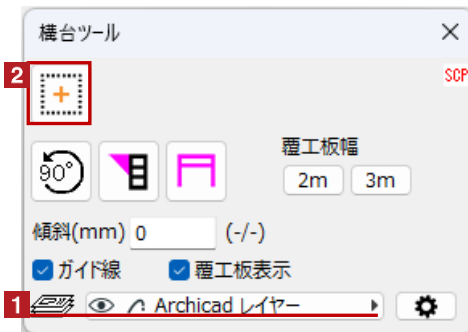 構台ツール
2
SCP
90°
覆工板幅
2m 3m
傾斜(mm) 0 (-/-)
ガイド線 覆工板表示
1 Archicad レイヤー